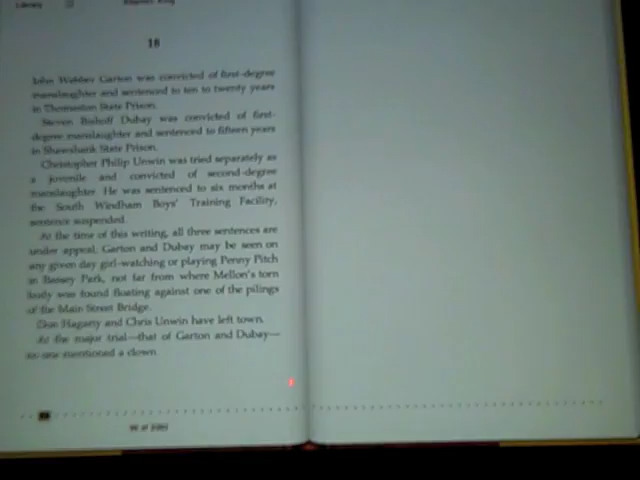 Library
Stephen King
18
John Webber Garton was convicted of first-degree
manslaughter and sentenced to ten to twenty years
in Thomaston State Prison.
Steven Bishoff Dubay was convicted of first-
degree manslaughter and sentenced to fifteen years
in Shawshank State Prison.
Christopher Philip Unwin was tried separately as
a juvenile and convicted of second-degree
manslaughter. He was sentenced to six months at
the South Windham Boys' Training Facility,
sentence suspended.
At the time of this writing, all three sentences are
under appeal; Garton and Dubay may be seen on
any given day girl-watching or playing Penny Pitch
in Bassey Park, not far from where Mellon's torn
body was found floating against one of the pilings
of the Main Street Bridge.
Don Hagarty and Chris Unwin have left town.
At the major trial—that of Garton and Dubay—
no one mentioned a clown.
of